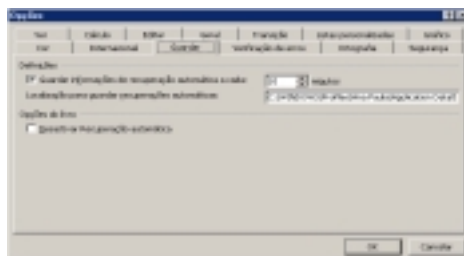 Opções
Ver Cálculo Editar Geral Transição Listas personalizadas Gráfico
Cor Internacional Guardar Verificação de erros Ortografia Segurança
Definições
Guardar informações de recuperação automática a cada: minutos
Localização para guardar recuperações automáticas:
Opções do livro
Desactivar Recuperação automática
OK Cancelar